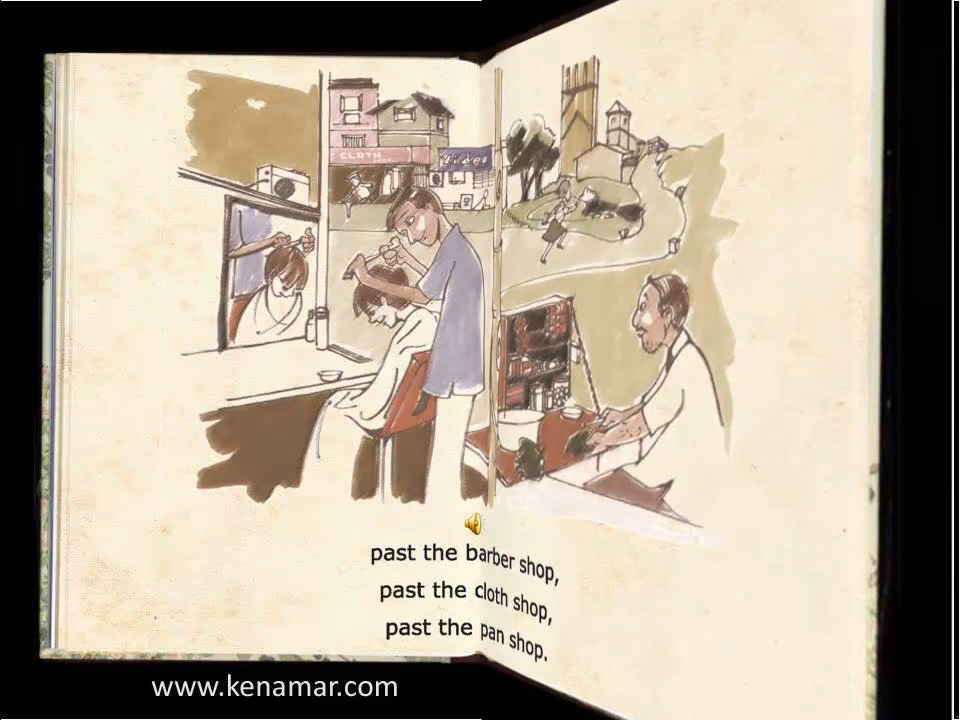 CLOTH..
Video
past the barber shop,
past the cloth shop,
past the pan shop.
www.kenamar.com